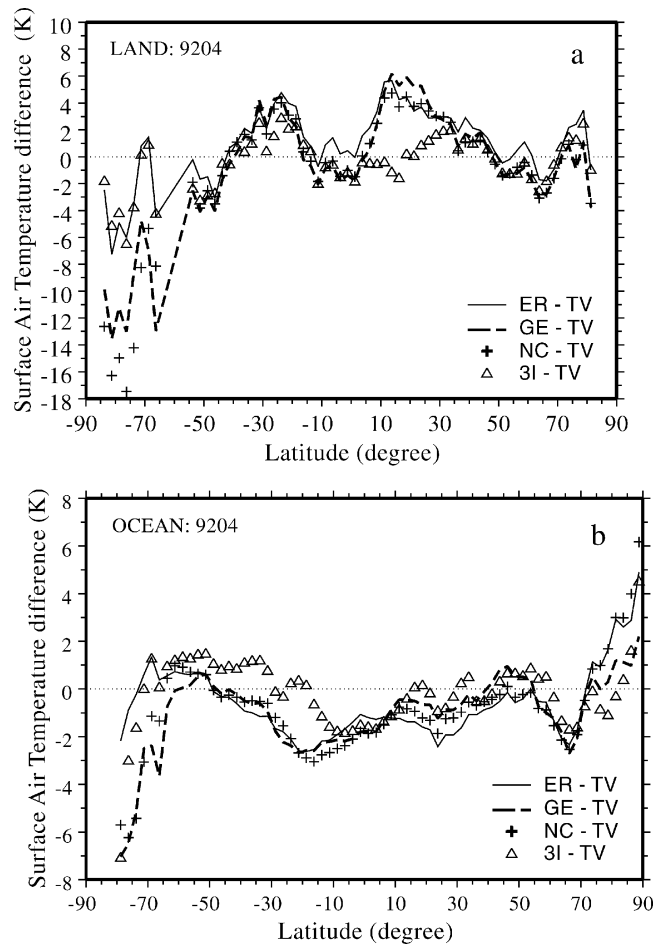 Surface Air Temperature difference (K)
10
8
6
4
2
0
-2
-4
-6
-8
-10
-12
-14
-16
-18
LAND: 9204
a
ER - TV
GE - TV
NC - TV
3I - TV
-90 -70 -50 -30 -10 10 30 50 70 90
Latitude (degree)
Surface Air Temperature difference (K)
8
6
4
2
0
-2
-4
-6
-8
OCEAN: 9204
b
ER - TV
GE - TV
NC - TV
3I - TV
-90 -70 -50 -30 -10 10 30 50 70 90
Latitude (degree)